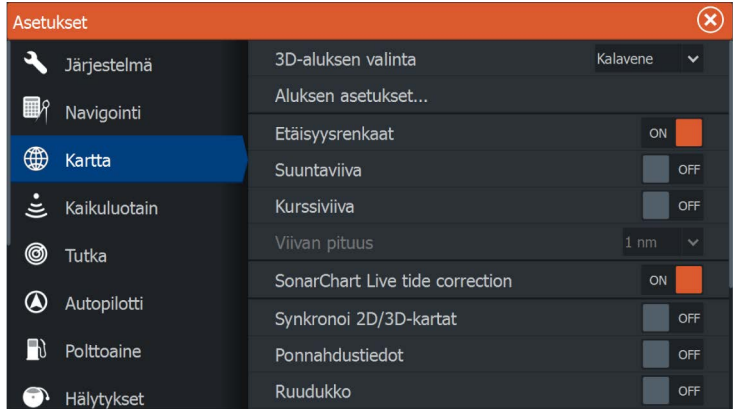 Asetukset
Järjestelmä
Navigointi
Kartta
Kaikuluotain
Tutka
Autopilotti
Polttoaine
Hälytykset
3D-aluksen valinta Kalavene
Aluksen asetukset...
Etäisyysrenkaat ON
Suuntaviiva OFF
Kurssiviiva OFF
Viivan pituus 1 nm
SonarChart Live tide correction ON
Synkronoi 2D/3D-kartat OFF
Ponnahdustiedot OFF
Ruudukko OFF